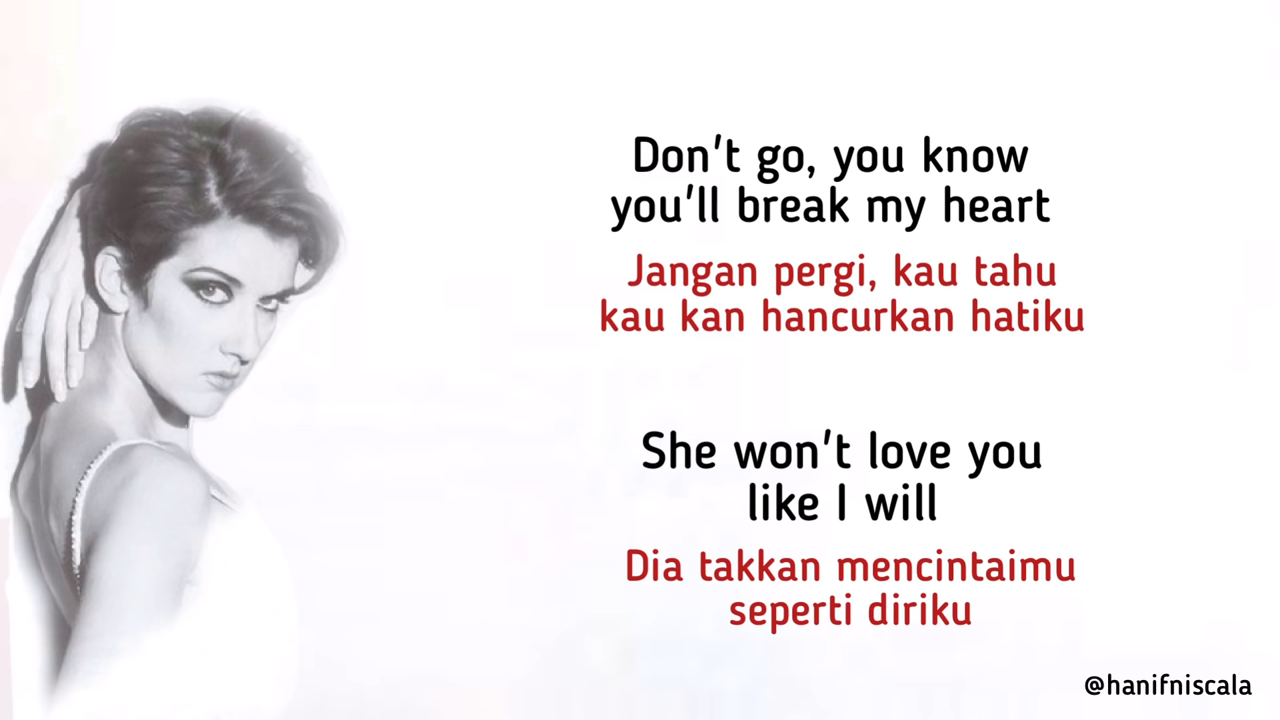 Don't go, you know
you'll break my heart
Jangan pergi, kau tahu
kau kan hancurkan hatiku
She won't love you
like I will
Dia takkan mencintaimu
seperti diriku
@hanifniscala